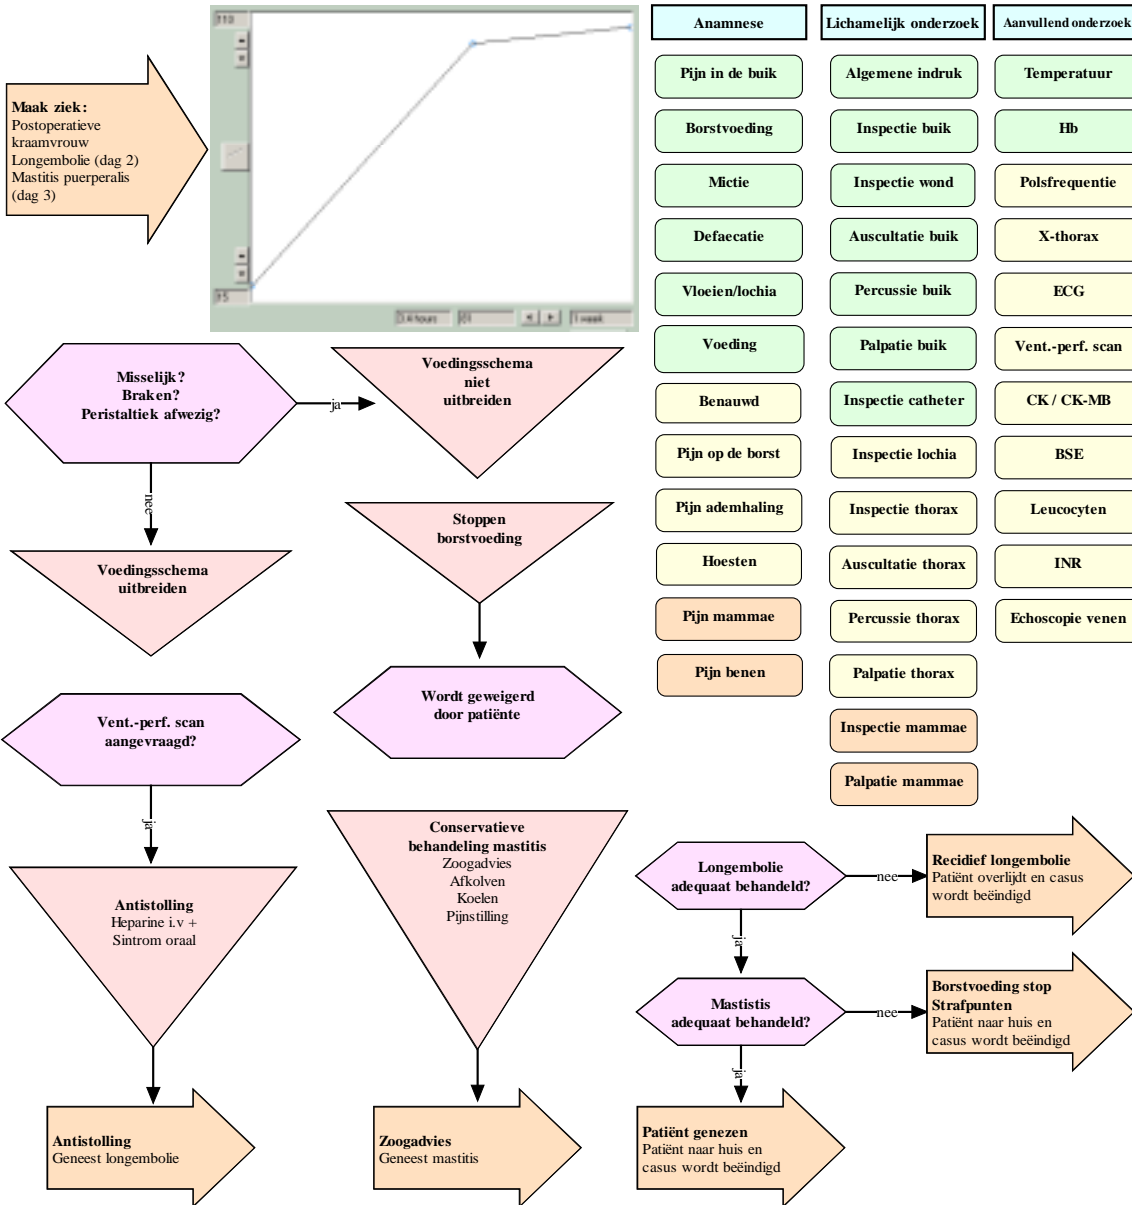 Maak ziek:
Postoperatieve
kraamvrouw
Longembolie (dag 2)
Mastitis puerperalis
(dag 3)
1 week
Anamnese
Pijn in de buik
Borstvoeding
Mictie
Defaecatie
Vloeien/lochia
Voeding
Benauwd
Pijn op de borst
Pijn ademhaling
Hoesten
Pijn mammae
Pijn benen
Lichamelijk onderzoek
Algemene indruk
Inspectie buik
Inspectie wond
Auscultatie buik
Percussie buik
Palpatie buik
Inspectie catheter
Inspectie lochia
Inspectie thorax
Auscultatie thorax
Percussie thorax
Palpatie thorax
Inspectie mammae
Palpatie mammae
Aanvullend onderzoek
Temperatuur
Hb
Polsfrequentie
X-thorax
ECG
Vent.-perf. scan
CK / CK-MB
BSE
Leucocyten
INR
Echoscopie venen
Misselijk?
Braken?
Peristaltiek afwezig?
ja
Voedingsschema
niet
uitbreiden
nee
Voedingsschema
uitbreiden
Stoppen
borstvoeding
Wordt geweigerd
door patiënte
Vent.-perf. scan
aangevraagd?
ja
Antistolling
Heparine i.v +
Sintrom oraal
Antistolling
Geneest longembolie
Conservatieve
behandeling mastitis
Zoogadvies
Afkolven
Koelen
Pijnstilling
Zoogadvies
Geneest mastitis
Longembolie
adequaat behandeld?
nee
Recidief longembolie
Patiënt overlijdt en casus
wordt beëindigd
ja
Mastistis
adequaat behandeld?
nee
Borstvoeding stop
Strafpunten
Patiënt naar huis en
casus wordt beëindigd
ja
Patiënt genezen
Patiënt naar huis en
casus wordt beëindigd